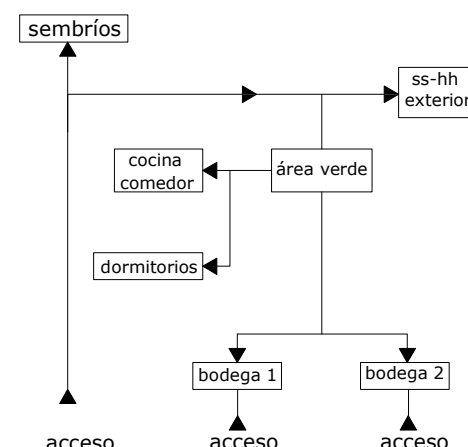 sembríos
ss-hh
exterior
cocina
comedor
área verde
dormitorios
bodega 1
bodega 2
acceso
acceso
acceso